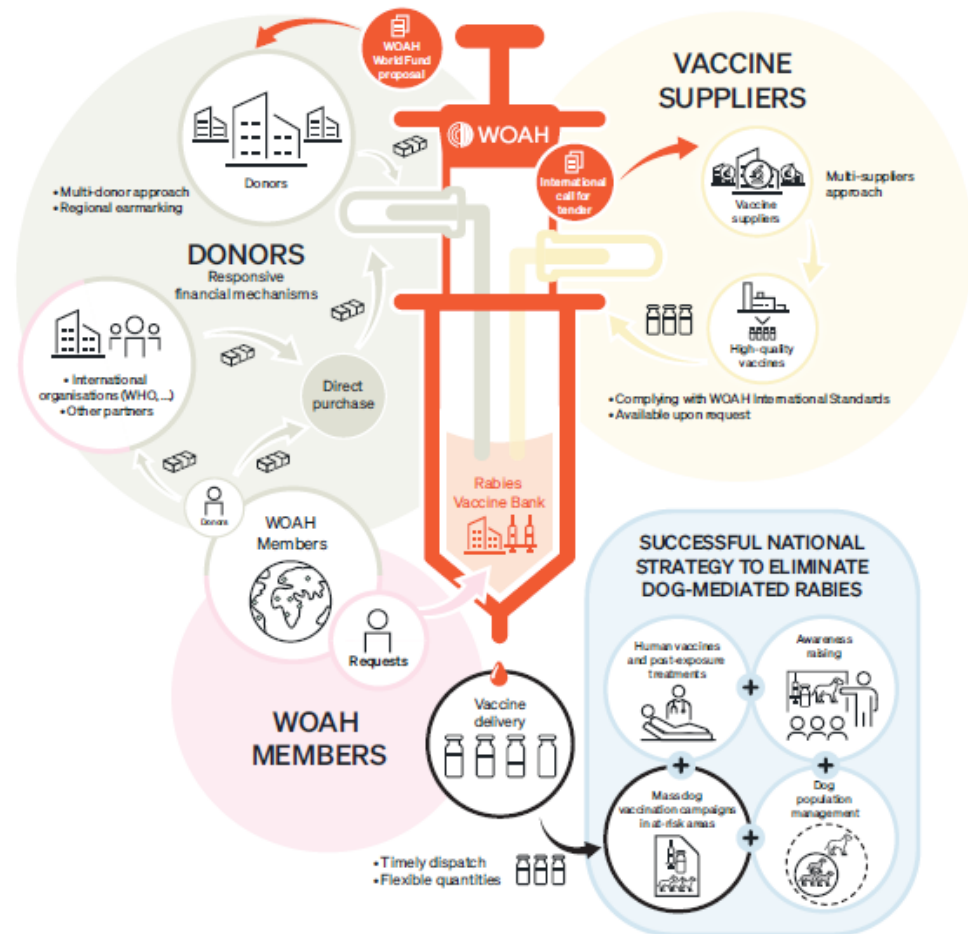 WOAH
World Fund
proposal
Donors
• Multi-donor approach
• Regional earmarking
DONORS
Responsive
financial mechanisms
• International
organisations (WHO, ...)
• Other partners
Direct
purchase
Donors
WOAH
Members
Requests
WOAH
MEMBERS
WOAH
International
call for
tender
VACCINE
SUPPLIERS
Vaccine
suppliers
Multi-suppliers
approach
High-quality
vaccines
• Complying with WOAH International Standards
• Available upon request
Rabies
Vaccine Bank
Vaccine
delivery
• Timely dispatch
• Flexible quantities
SUCCESSFUL NATIONAL
STRATEGY TO ELIMINATE
DOG-MEDIATED RABIES
Human vaccines
and post-exposure
treatments
+
Awareness
raising
+
+
Mass dog
vaccination campaigns
in at-risk areas
+
Dog
population
management